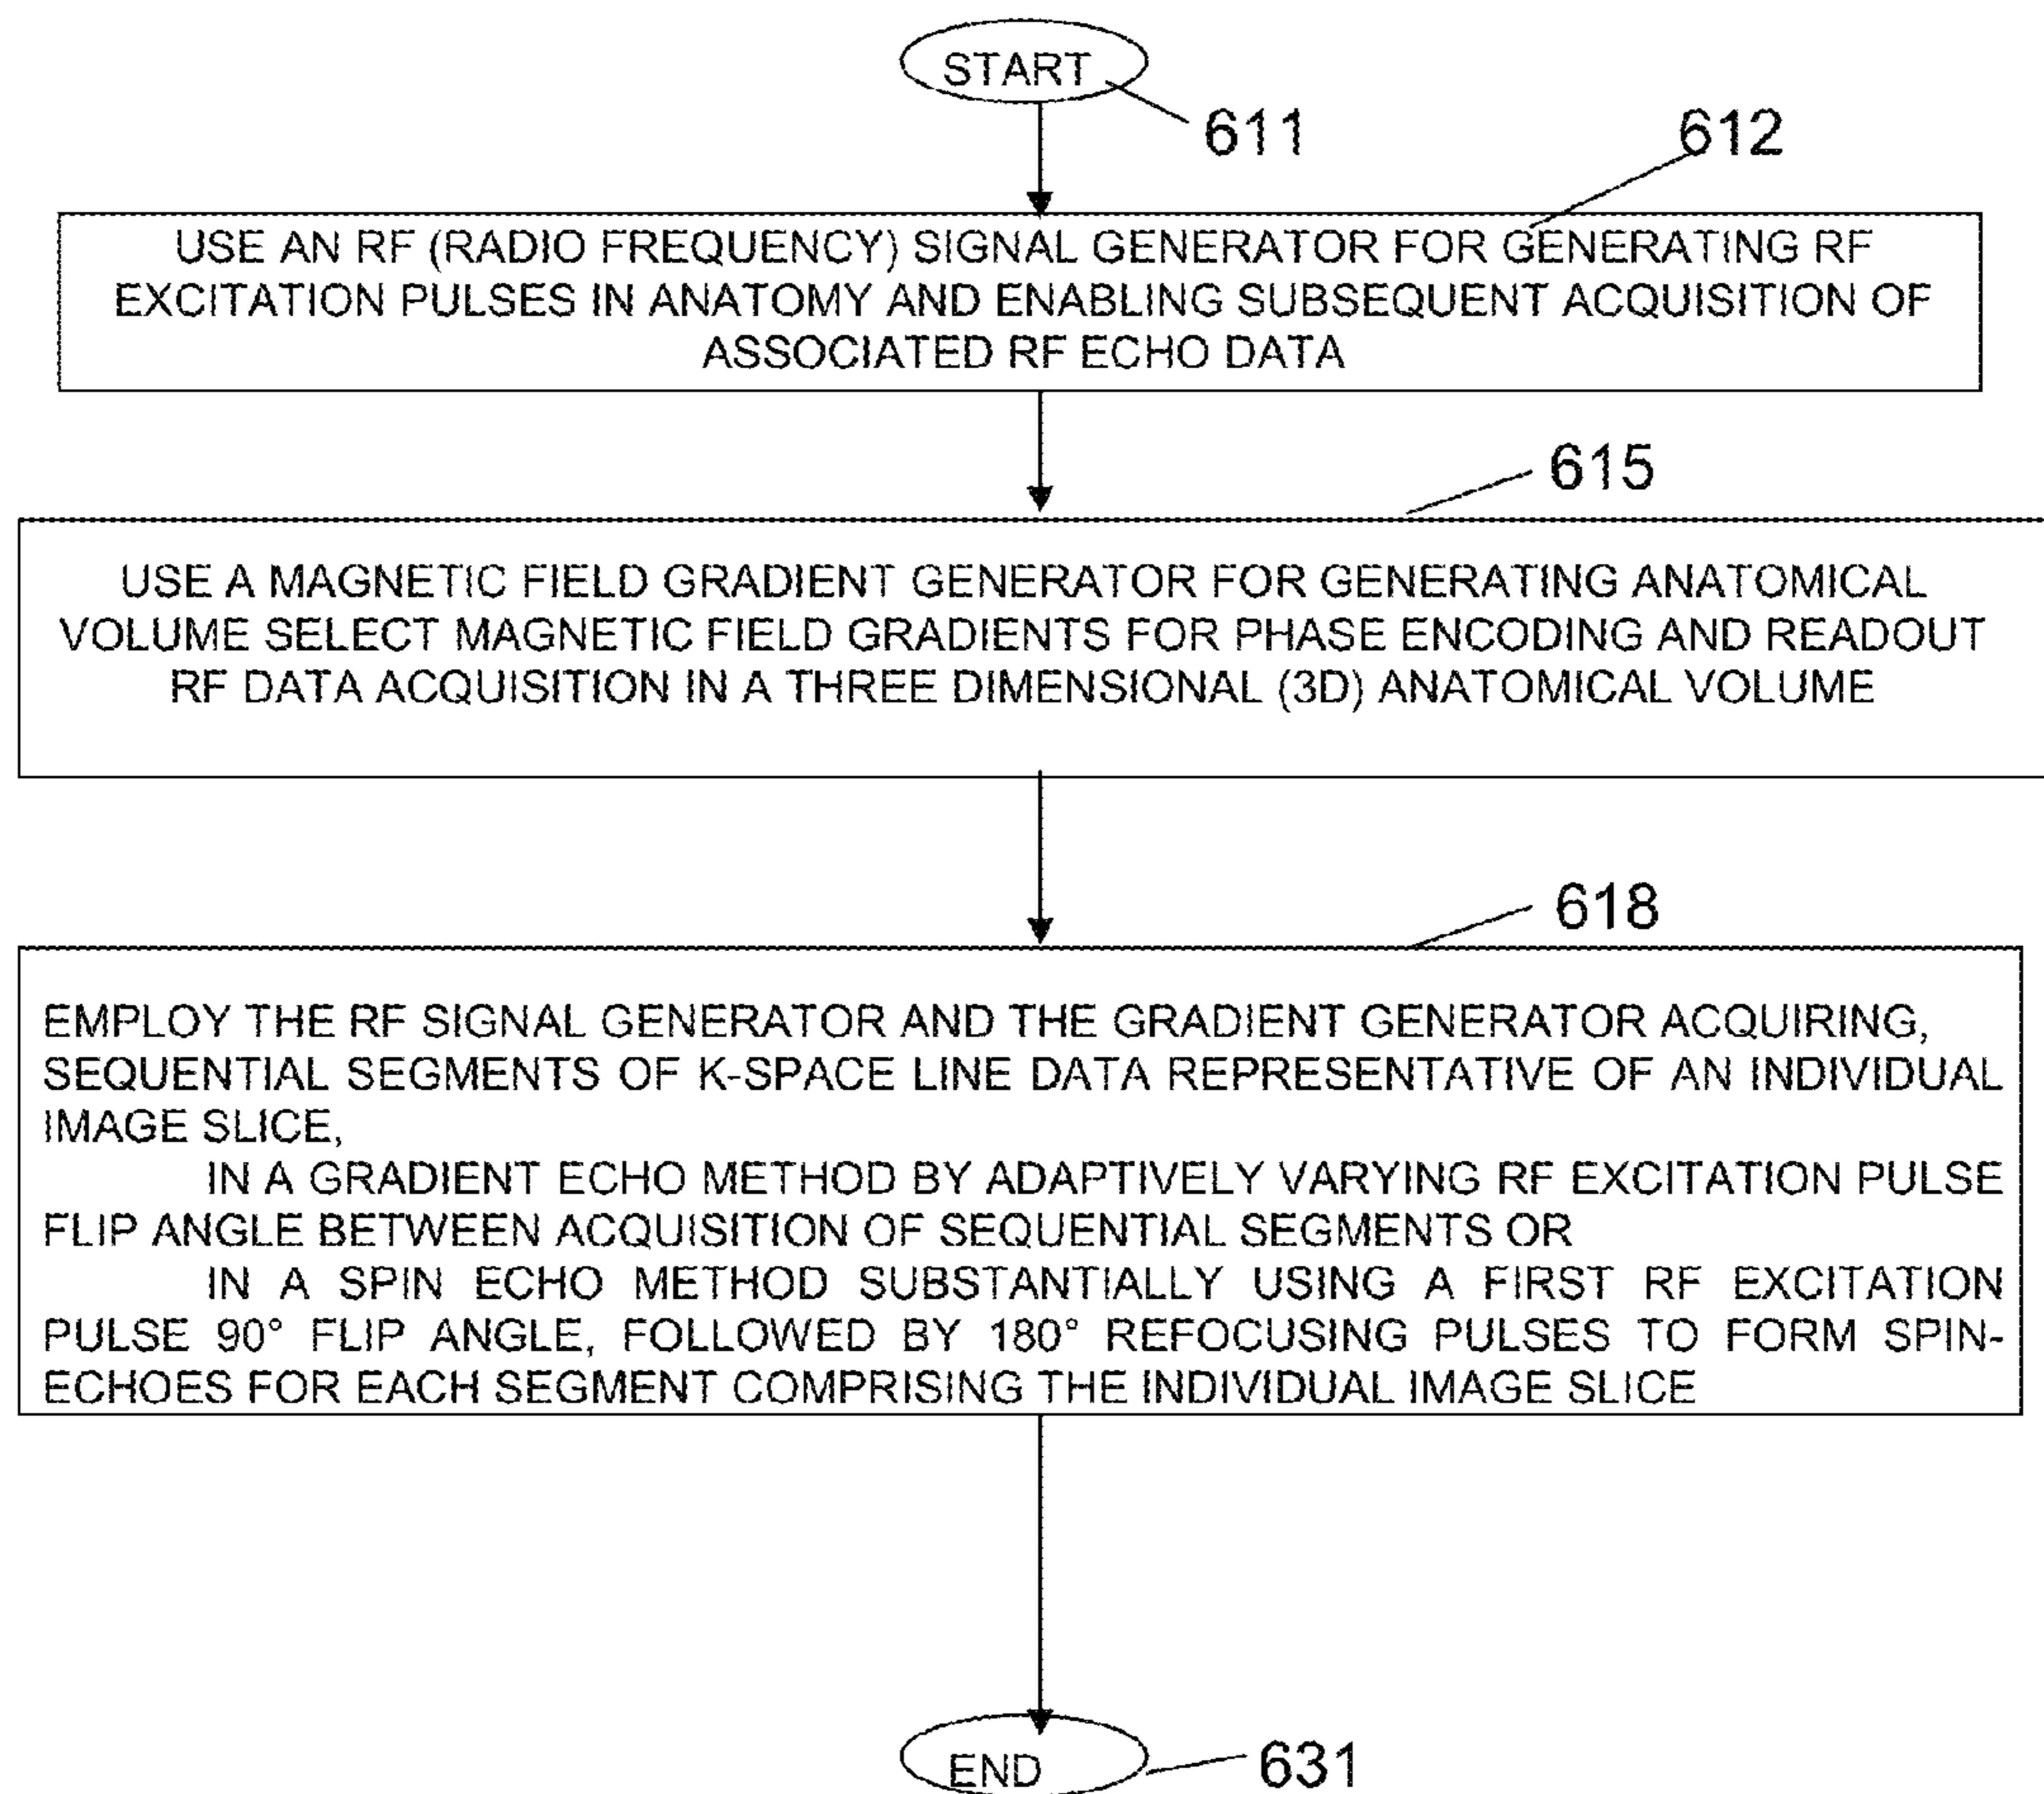 START
611
612
USE AN RF (RADIO FREQUENCY) SIGNAL GENERATOR FOR GENERATING RF
EXCITATION PULSES IN ANATOMY AND ENABLING SUBSEQUENT ACQUISITION OF
ASSOCIATED RF ECHO DATA
615
USE A MAGNETIC FIELD GRADIENT GENERATOR FOR GENERATING ANATOMICAL
VOLUME SELECT MAGNETIC FIELD GRADIENTS FOR PHASE ENCODING AND READOUT
RF DATA ACQUISITION IN A THREE DIMENSIONAL (3D) ANATOMICAL VOLUME
618
EMPLOY THE RF SIGNAL GENERATOR AND THE GRADIENT GENERATOR ACQUIRING,
SEQUENTIAL SEGMENTS OF K-SPACE LINE DATA REPRESENTATIVE OF AN INDIVIDUAL
IMAGE SLICE,
IN A GRADIENT ECHO METHOD BY ADAPTIVELY VARYING RF EXCITATION PULSE
FLIP ANGLE BETWEEN ACQUISITION OF SEQUENTIAL SEGMENTS OR
IN A SPIN ECHO METHOD SUBSTANTIALLY USING A FIRST RF EXCITATION
PULSE 90° FLIP ANGLE, FOLLOWED BY 180° REFOCUSING PULSES TO FORM SPIN-
ECHOES FOR EACH SEGMENT COMPRISING THE INDIVIDUAL IMAGE SLICE
END
631